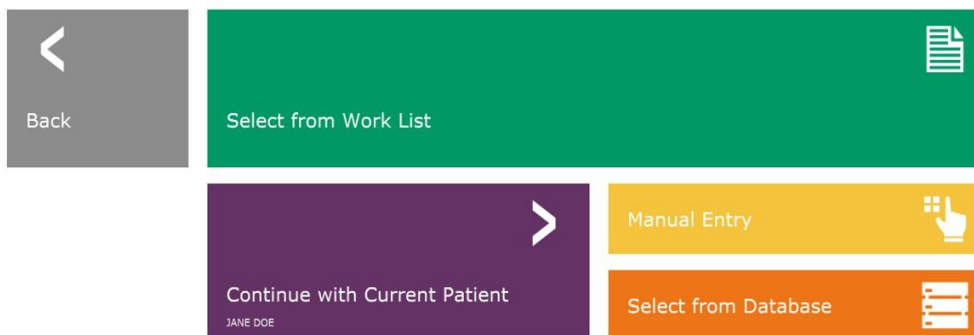 Back
Select from Work List
Continue with Current Patient
JANE DOE
Manual Entry
Select from Database